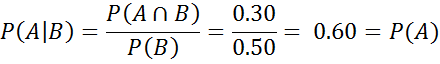 P(A|B) = P(A ∩ B) / P(B) = 0.30 / 0.50 = 0.60 = P(A)